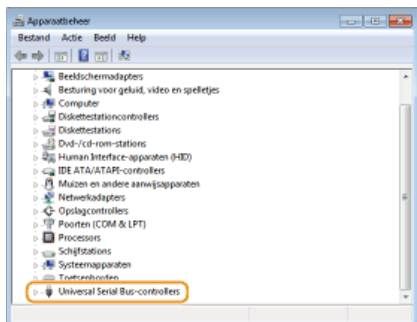 Apparaatbeheer
Bestand Actie Beeld Help
Beeldschermadapters
Besturing voor geluid, video en spelletjes
Computer
Diskettestationcontrollers
Diskettestations
Dvd-/cd-rom-stations
Human Interface-apparaten (HID)
IDE ATA/ATAPI-controllers
Muizen en andere aanwijsapparaten
Netwerkadapters
Opslagcontrollers
Poorten (COM & LPT)
Processors
Schijfstations
Systeemapparaten
Toetsenborden
Universal Serial Bus-controllers